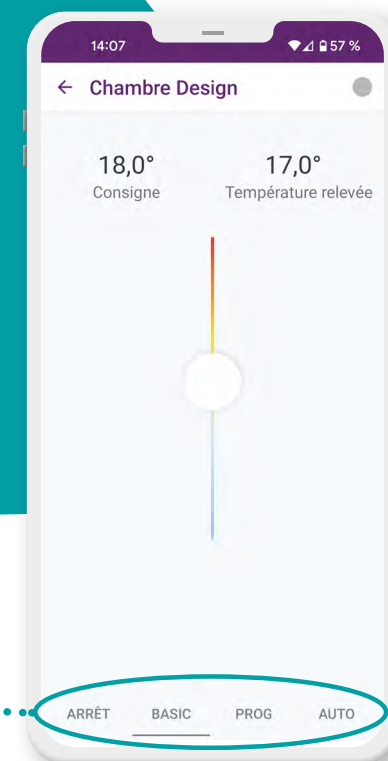 14:07 57 %
← Chambre Design
18,0° 17,0°
Consigne Température relevée
ARRÊT BASIC PROG AUTO